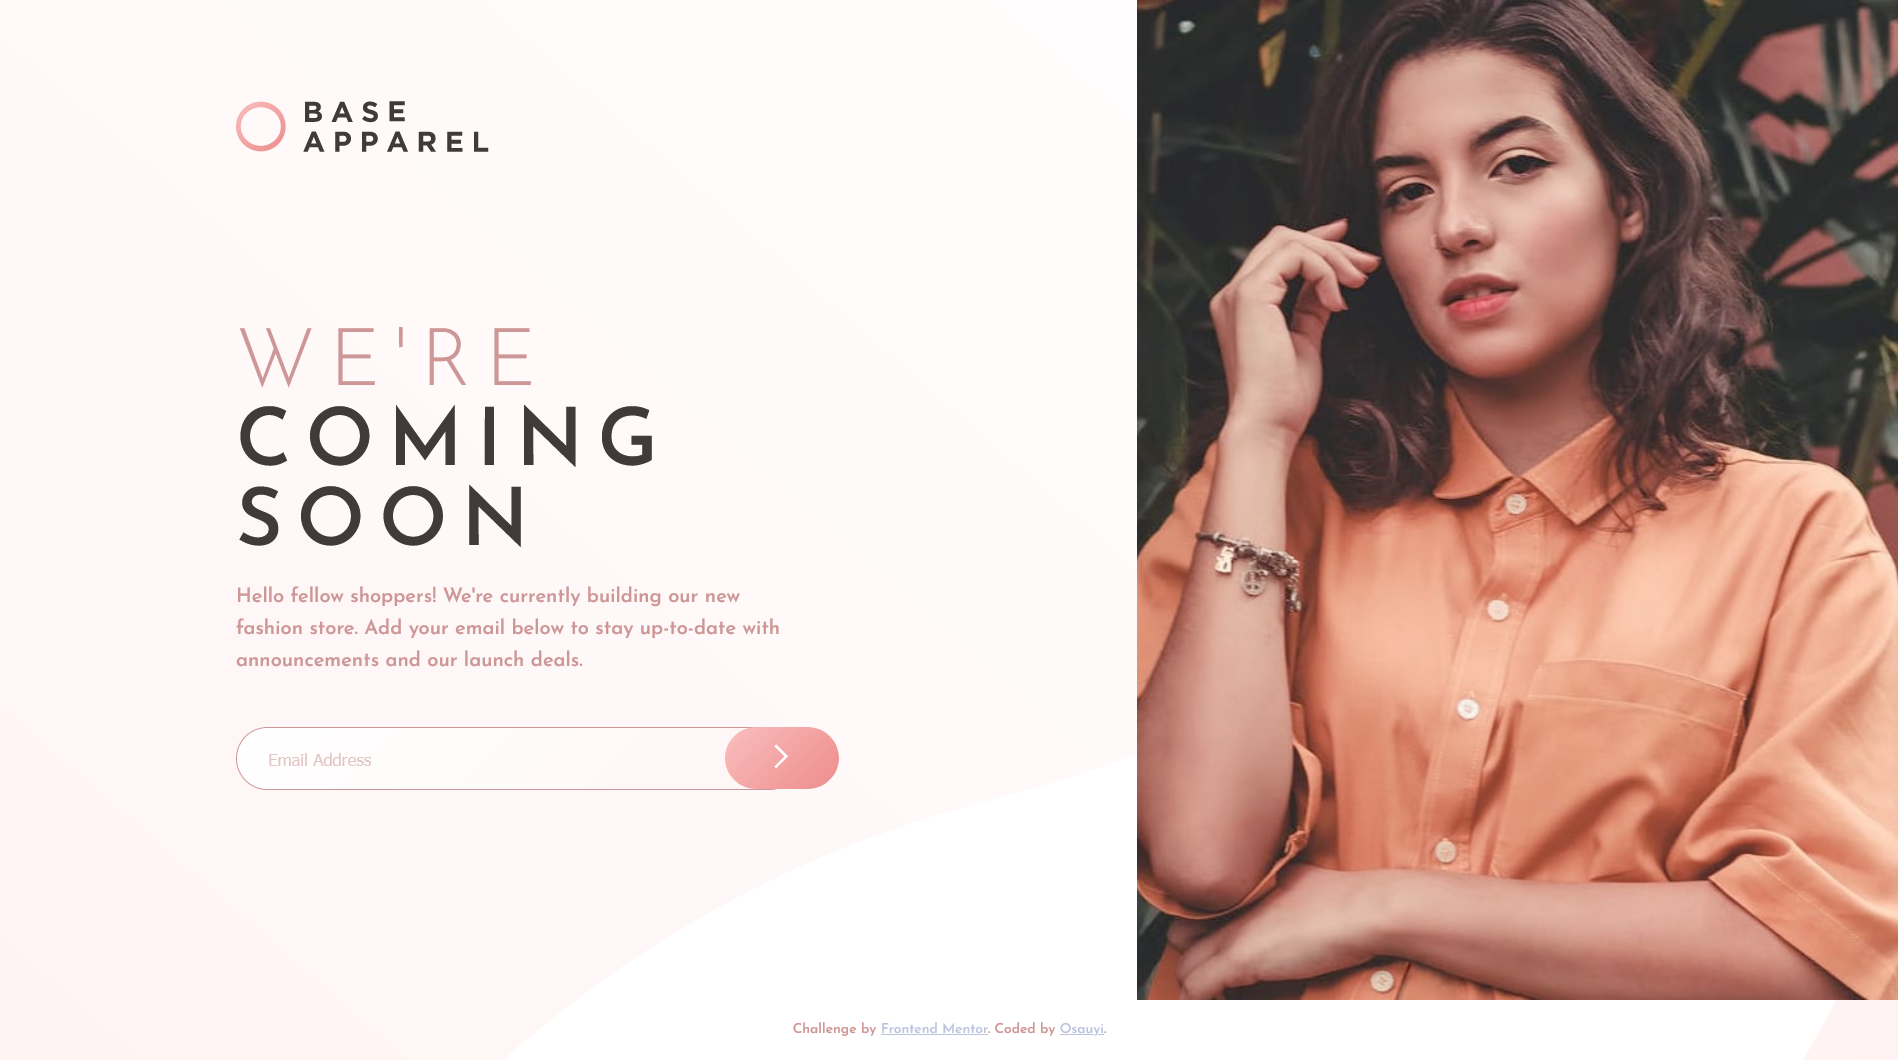 BASE
APPAREL
WE'RE
COMING
SOON
Hello fellow shoppers! We're currently building our new
fashion store. Add your email below to stay up-to-date with
announcements and our launch deals.
Email Address
Challenge by Frontend Mentor. Coded by Osauyi.